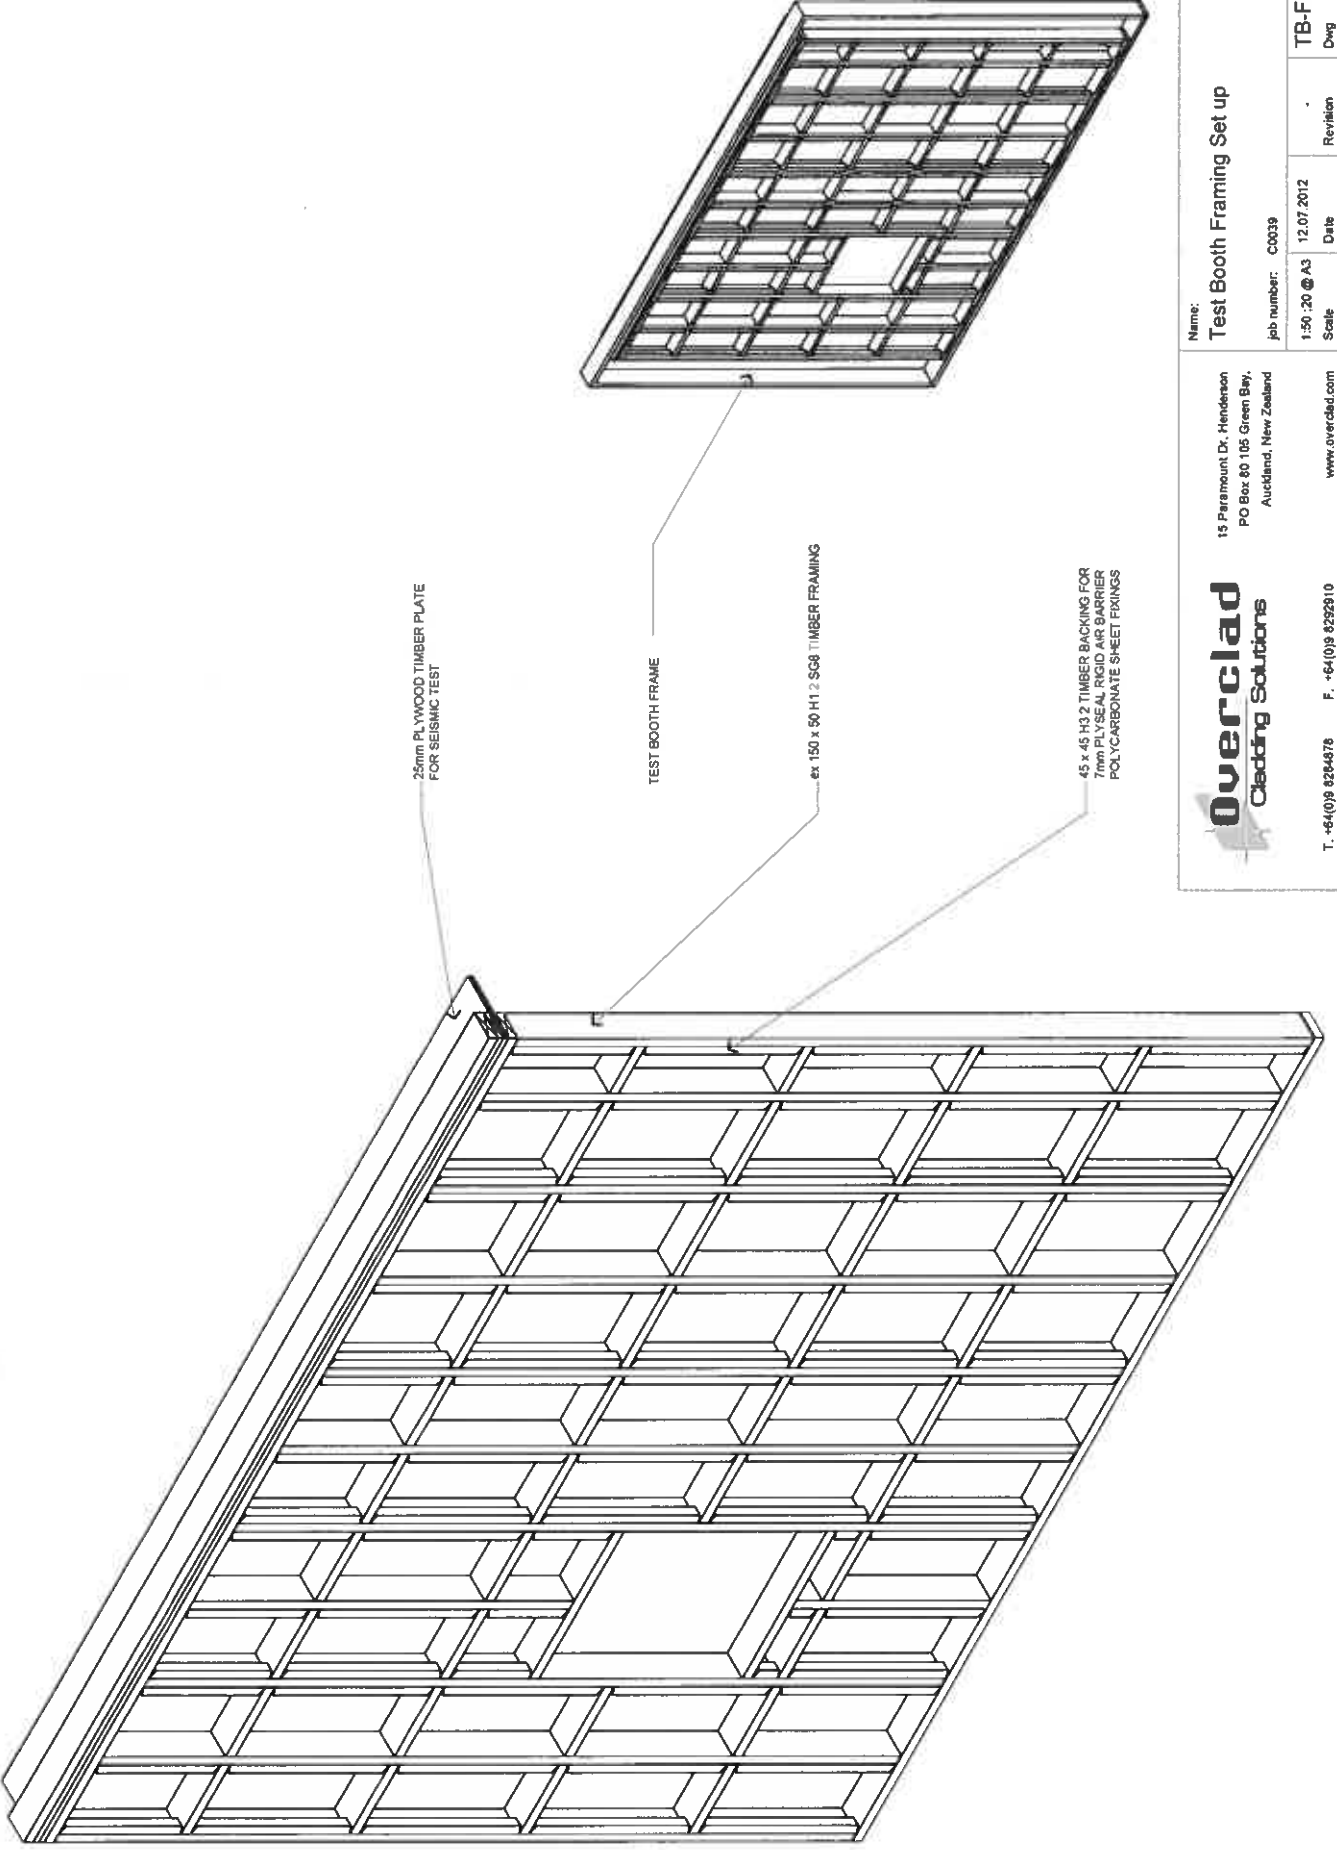 25mm PLYWOOD TIMBER PLATE
FOR SEISMIC TEST
TEST BOOTH FRAME
ex 150 x 50 H1.2 SG8 TIMBER FRAMING
45 x 45 H3 2 TIMBER BACKING FOR
7mm PLYSEAL RIGID AIR BARRIER
POLYCARBONATE SHEET FIXINGS
Overclad
Cladding Solutions
15 Paramount Dr, Henderson
PO Box 80 105 Green Bay,
Auckland, New Zealand
T. +64(0)9 8264878 F. +64(0)9 8292910 www.overclad.com
Name:
Test Booth Framing Set up
job number: C0039
1:50 :20 @ A3 12.07.2012 - TB-F
Scale Date Revision Dwg